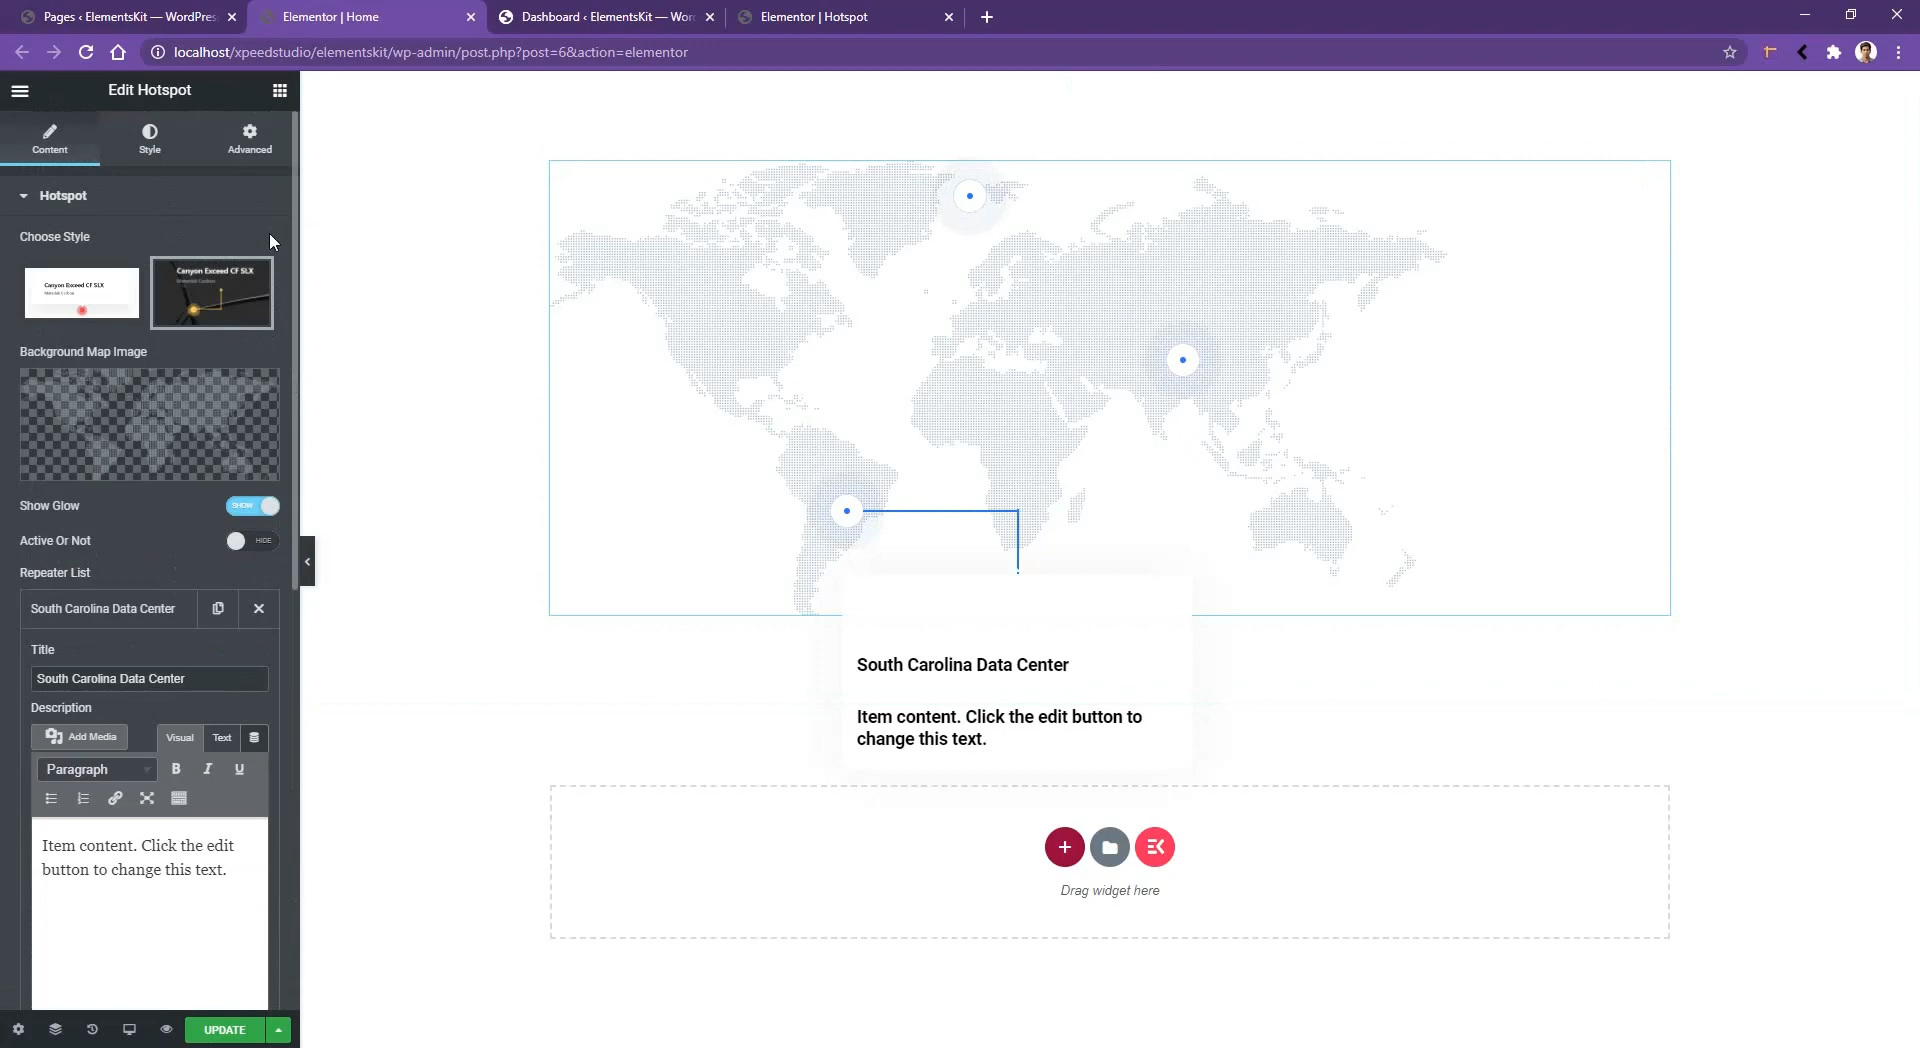 Pages ‹ ElementsKit — WordPres
Elementor | Home
Dashboard ‹ ElementsKit — Wor
Elementor | Hotspot
localhost/xpeedstudio/elementskit/wp-admin/post.php?post=6&action=elementor
Edit Hotspot
Content
Style
Advanced
Hotspot
Choose Style
Canyon Exceed CF SLX
Canyon Exceed CF SLX
Background Map Image
Show Glow
SHOW
Active Or Not
HIDE
Repeater List
South Carolina Data Center
Title
South Carolina Data Center
Description
Add Media
Visual
Text
Paragraph
B
I
U
Item content. Click the edit
button to change this text.
UPDATE
South Carolina Data Center
Item content. Click the edit button to
change this text.
Drag widget here